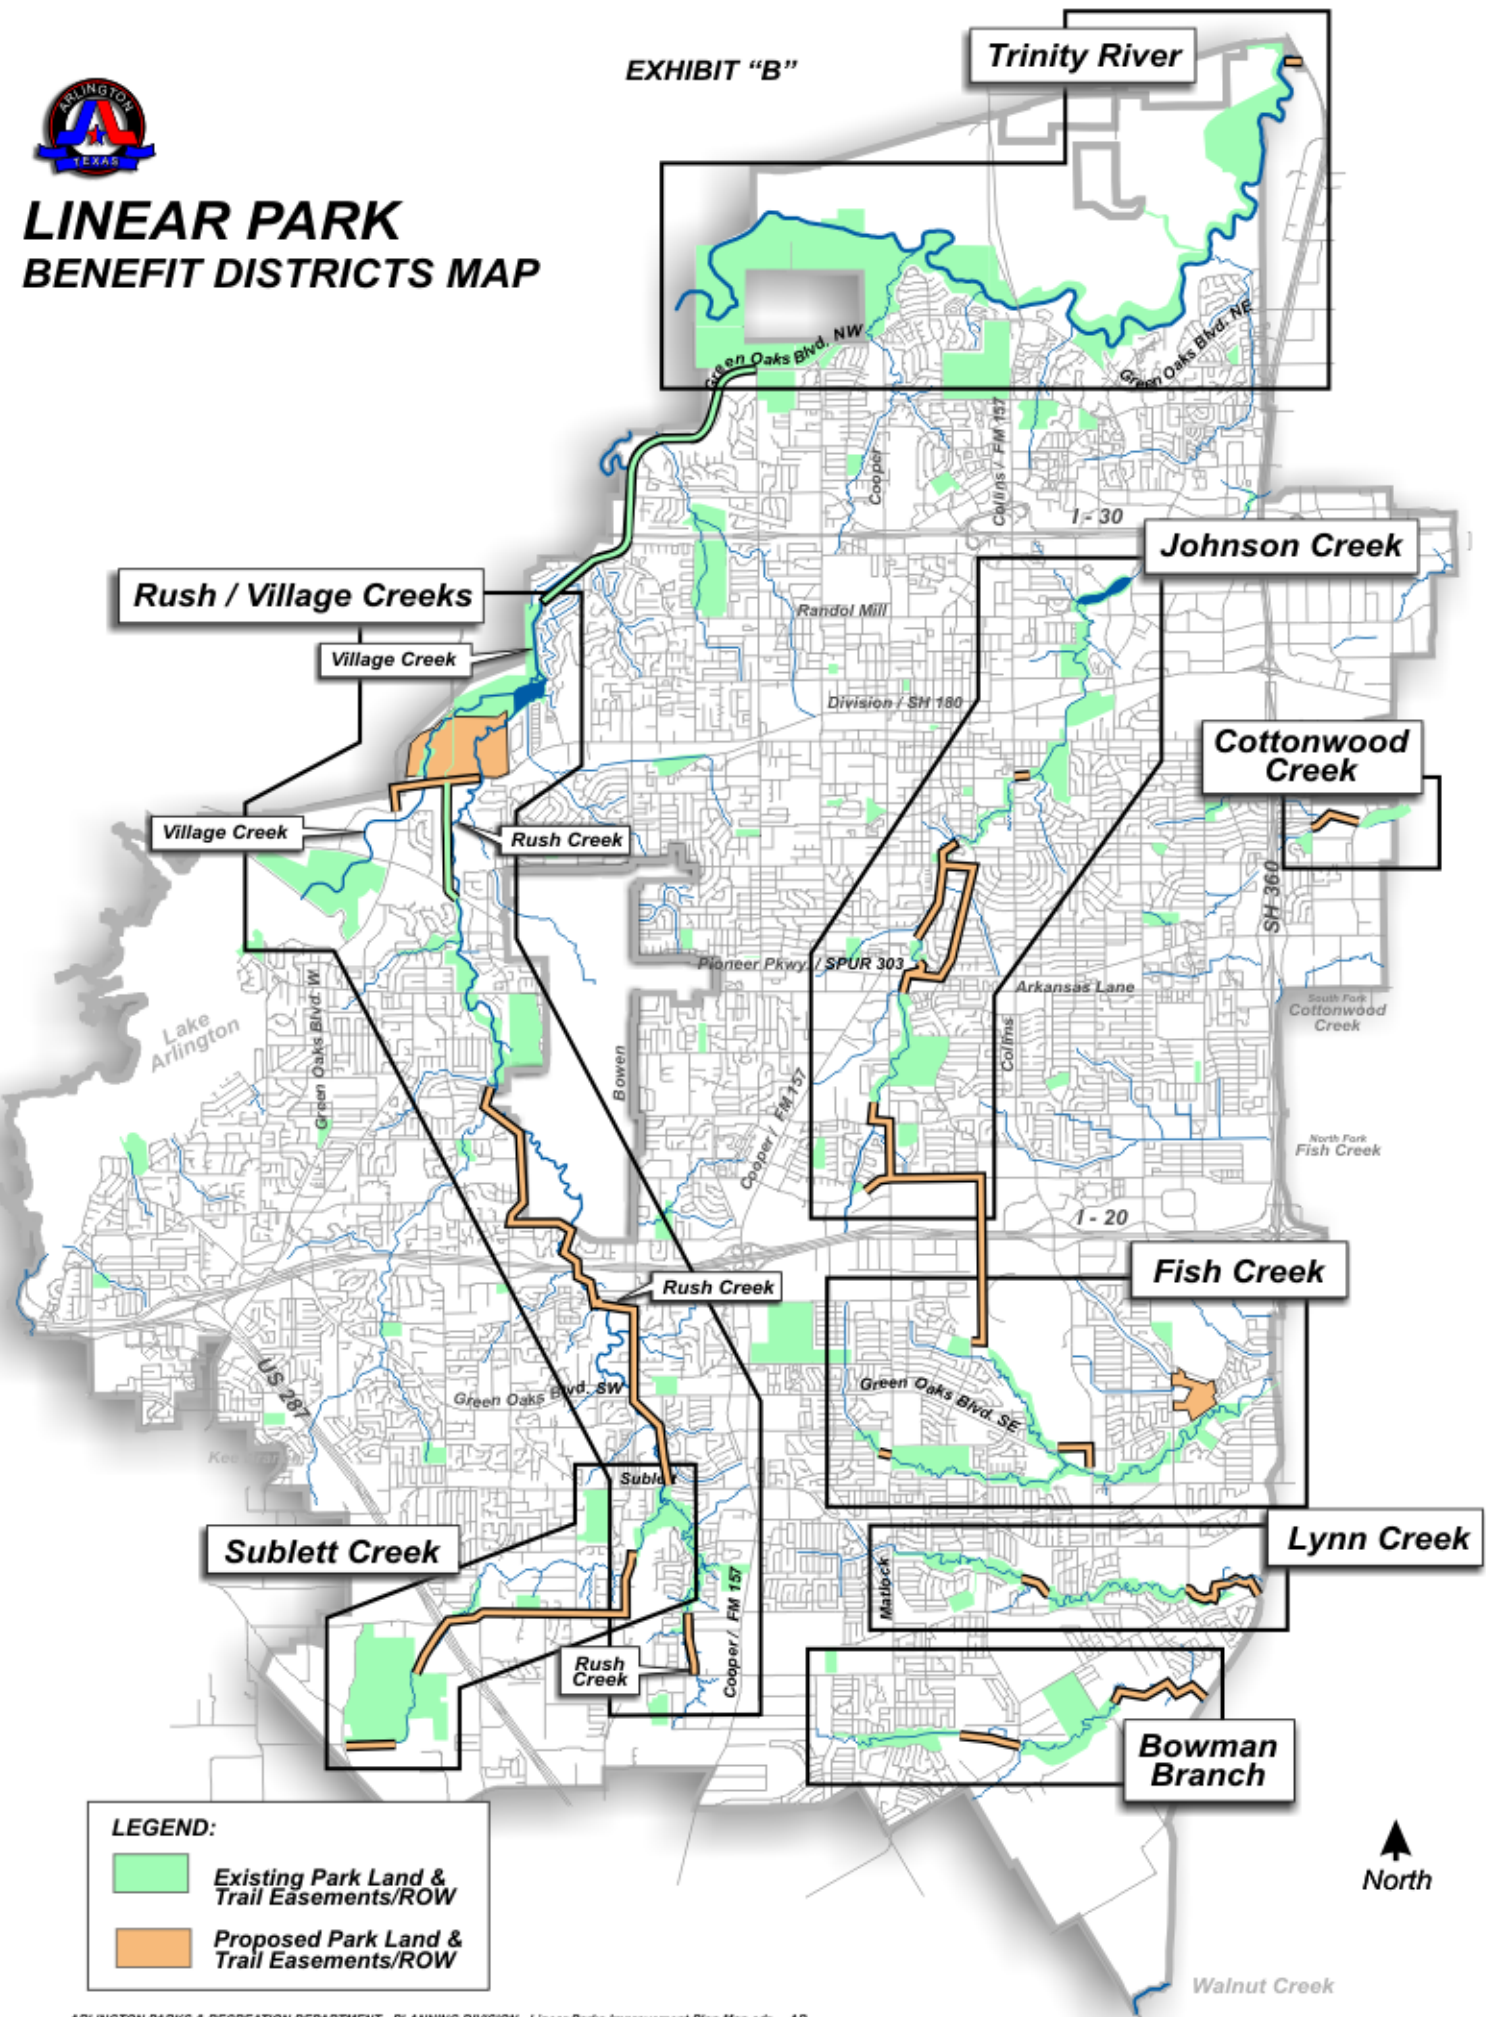 EXHIBIT “B”
Trinity River
ARLINGTON
TEXAS
LINEAR PARK
BENEFIT DISTRICTS MAP
Green Oaks Blvd. NW
Green Oaks Blvd. NE
Cooper
Collins / FM 157
I - 30
Johnson Creek
Rush / Village Creeks
Randol Mill
Village Creek
Division / SH 180
Cottonwood
Creek
Village Creek
Rush Creek
SH 360
Pioneer Pkwy. / SPUR 303
Arkansas Lane
South Fork
Cottonwood
Creek
Lake
Arlington
Green Oaks Blvd. W
Bowen
Collins
Cooper / FM 157
North Fork
Fish Creek
I - 20
Fish Creek
Rush Creek
US 287
Green Oaks Blvd. SW
Green Oaks Blvd. SE
Sublett
Sublett Creek
Lynn Creek
Matlock
Cooper / FM 157
Rush
Creek
Bowman
Branch
LEGEND:
Existing Park Land &
Trail Easements/ROW
Proposed Park Land &
Trail Easements/ROW
North
Walnut Creek